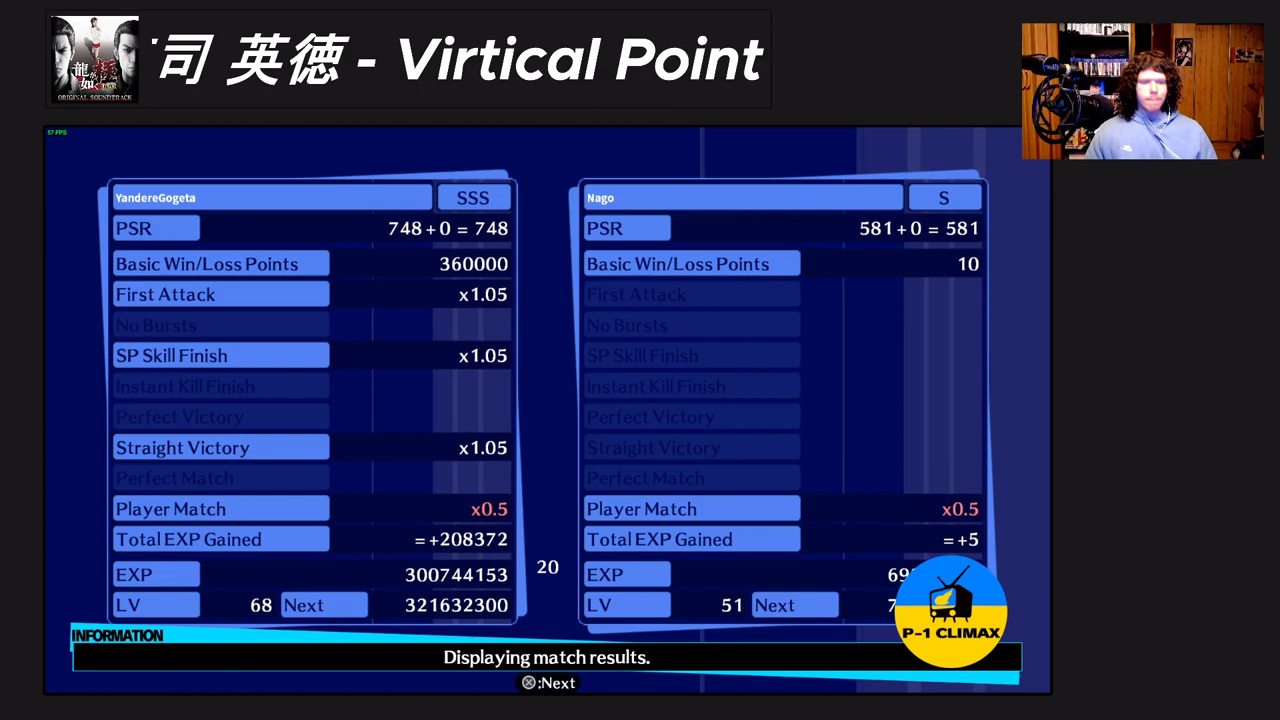 司 英徳 - Virtical Point
ORIGINAL SOUNDTRACK
57 FPS
YandereGogeta SSS
PSR 748+0 = 748
Basic Win/Loss Points 360000
First Attack x1.05
No Bursts
SP Skill Finish x1.05
Instant Kill Finish
Perfect Victory
Straight Victory x1.05
Perfect Match
Player Match x0.5
Total EXP Gained =+208372
EXP 300744153
LV 68 Next 321632300
20
Nago S
PSR 581+0 = 581
Basic Win/Loss Points 10
First Attack
No Bursts
SP Skill Finish
Instant Kill Finish
Perfect Victory
Straight Victory
Perfect Match
Player Match x0.5
Total EXP Gained =+5
EXP
LV 51 Next
P-1 CLIMAX
INFORMATION
Displaying match results.
:Next